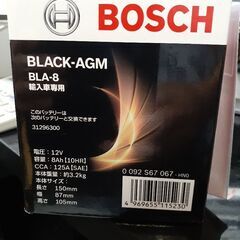 BOSCH
BLACK-AGM
BLA-8
輸入車専用
このバッテリーは
次のバッテリーと交換できます
31296300
電圧：12V
容量：8Ah [10HR]
CCA：125A [SAE]
本体重量：約3.2kg
本体サイズ：
長さ 150mm
幅 87mm
高さ 105mm
0 092 S67 067 -HN0
4 969655 115230